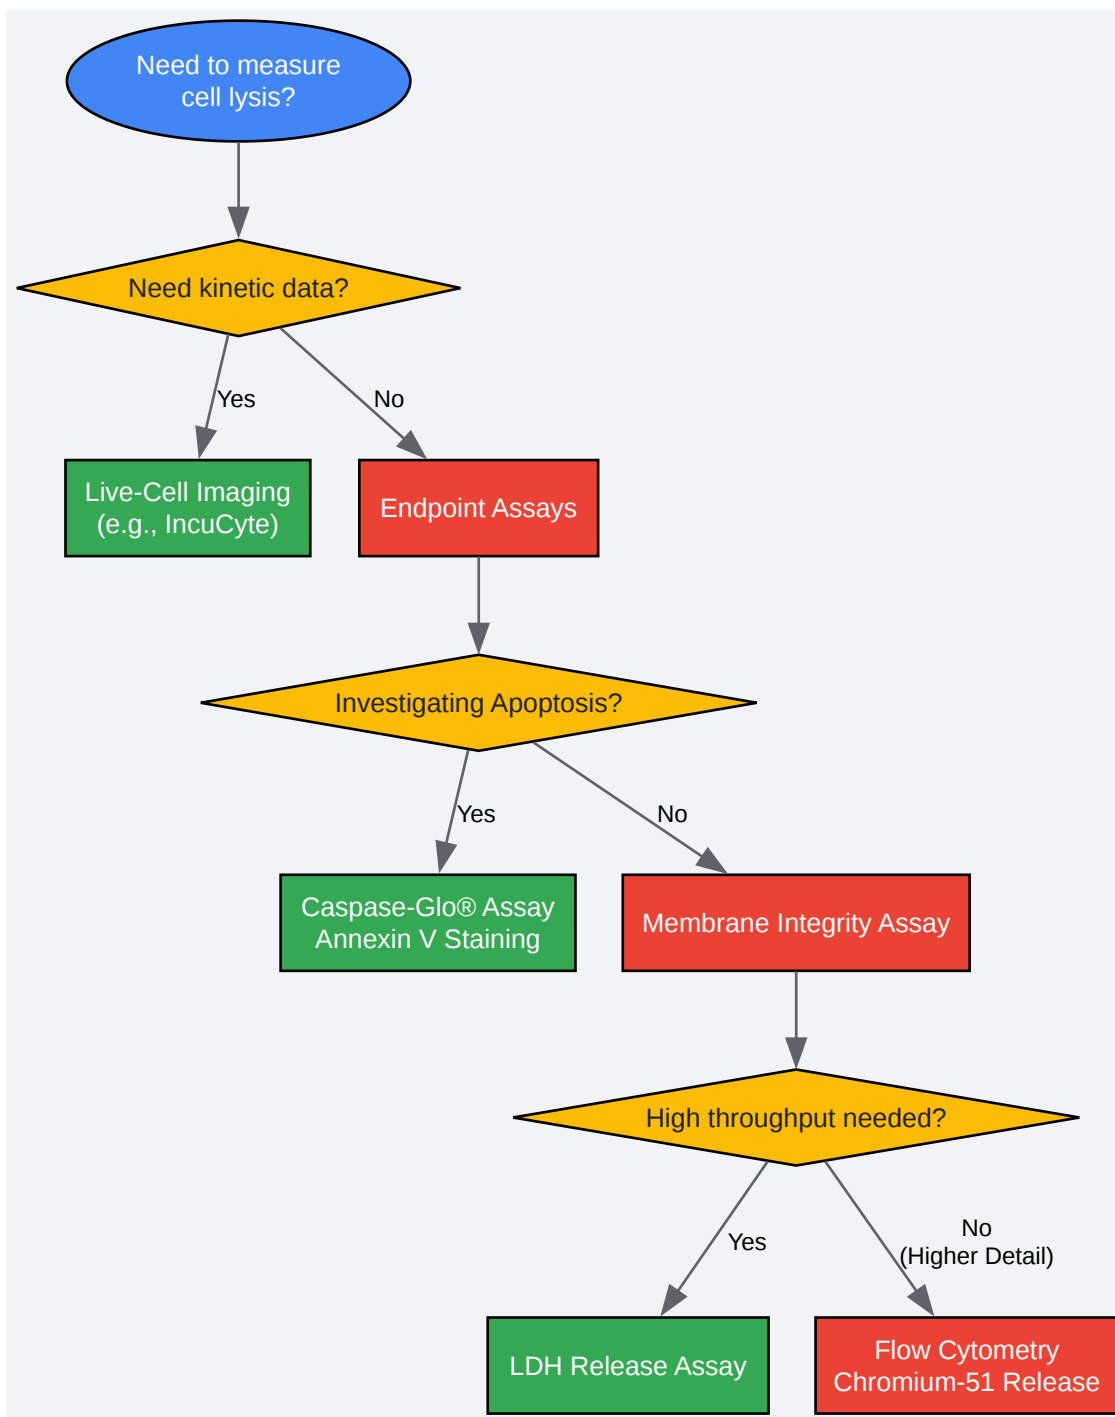 Need to measure
cell lysis?
Need kinetic data?
Yes
No
Live-Cell Imaging
(e.g., IncuCyte)
Endpoint Assays
Investigating Apoptosis?
Yes
No
Caspase-Glo® Assay
Annexin V Staining
Membrane Integrity Assay
High throughput needed?
Yes
No
(Higher Detail)
LDH Release Assay
Flow Cytometry
Chromium-51 Release